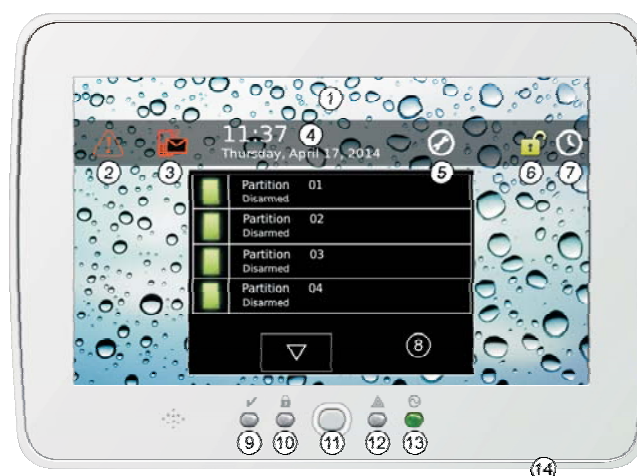 ①
11:37 ④
Thursday, April 17, 2014
② ③ ⑤ ⑥ ⑦
Partition 01
Disarmed
Partition 02
Disarmed
Partition 03
Disarmed
Partition 04
Disarmed
⑧
⑨ ⑩ ⑪ ⑫ ⑬
⑭